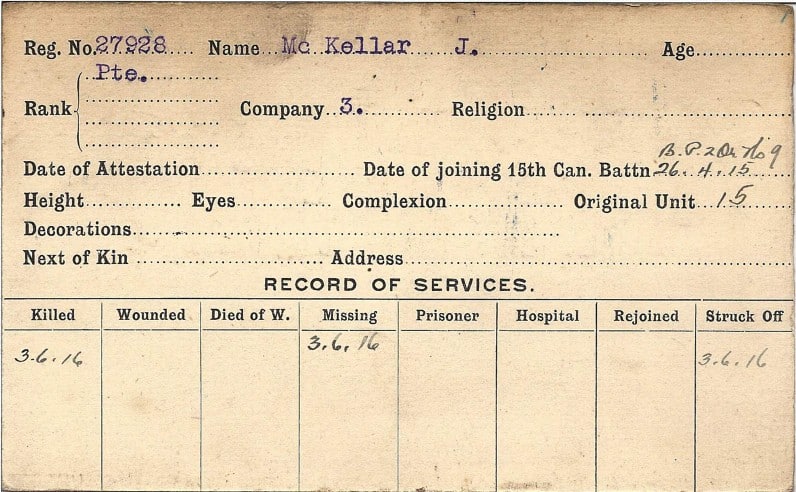 Reg. No. 27928 Name Mc Kellar J. Age
Pte.
Rank Company 3. Religion
B.P.2
Date of Attestation Date of joining 15th Can. Battn 26.4.15
Height Eyes Complexion Original Unit 15
Decorations
Next of Kin Address
RECORD OF SERVICES.
Killed Wounded Died of W. Missing Prisoner Hospital Rejoined Struck Off
3.6.16 3.6.16 3.6.16